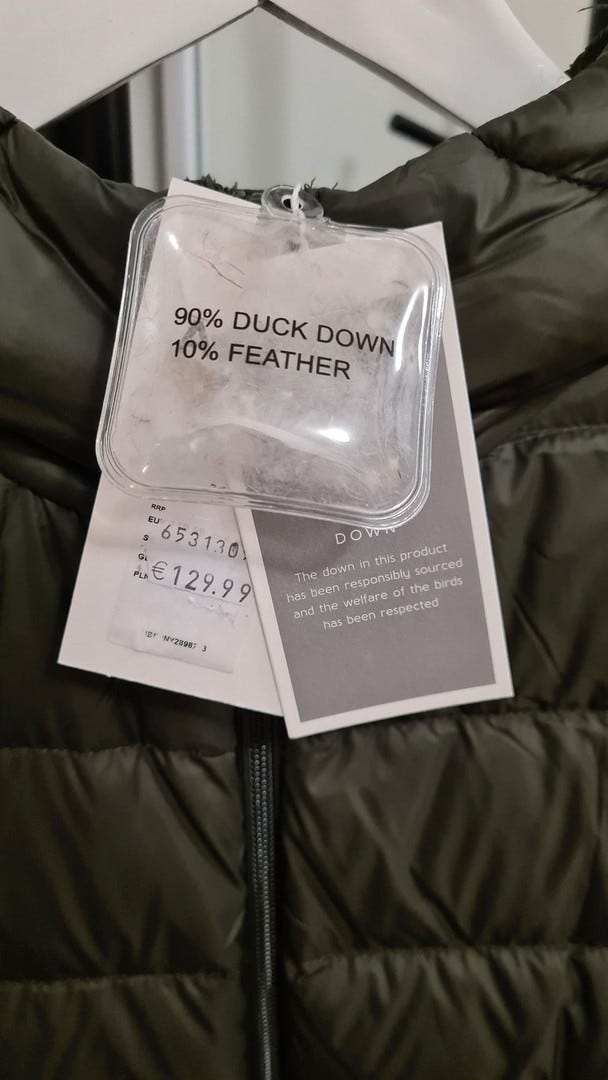 90% DUCK DOWN
10% FEATHER
RRP
EU
S
PLN
€129.99
DOWN
The down in this product
has been responsibly sourced
and the welfare of the birds
has been respected